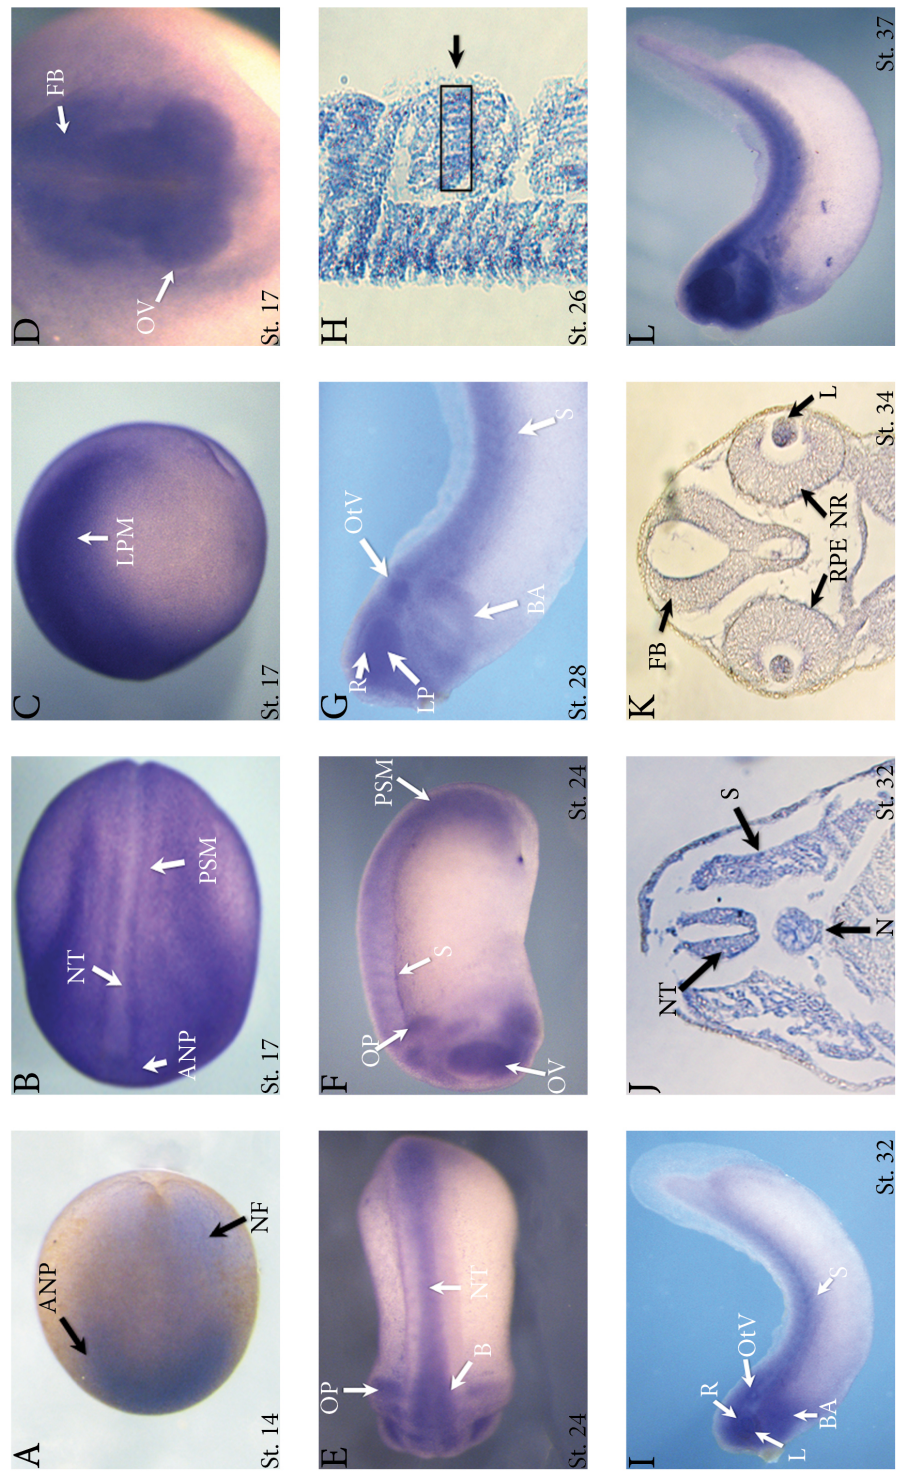 A
ANP
NF
St. 14
B
NT
ANP
PSM
St. 17
C
LPM
St. 17
D
FB
OV
St. 17
E
OP
NT
B
St. 24
F
PSM
OP
S
OV
St. 24
G
OtV
R
LP
BA
S
St. 28
H
St. 26
I
R
OtV
L
BA
S
St. 32
J
NT
S
N
St. 32
K
FB
RPE
NR
L
St. 34
L
St. 37